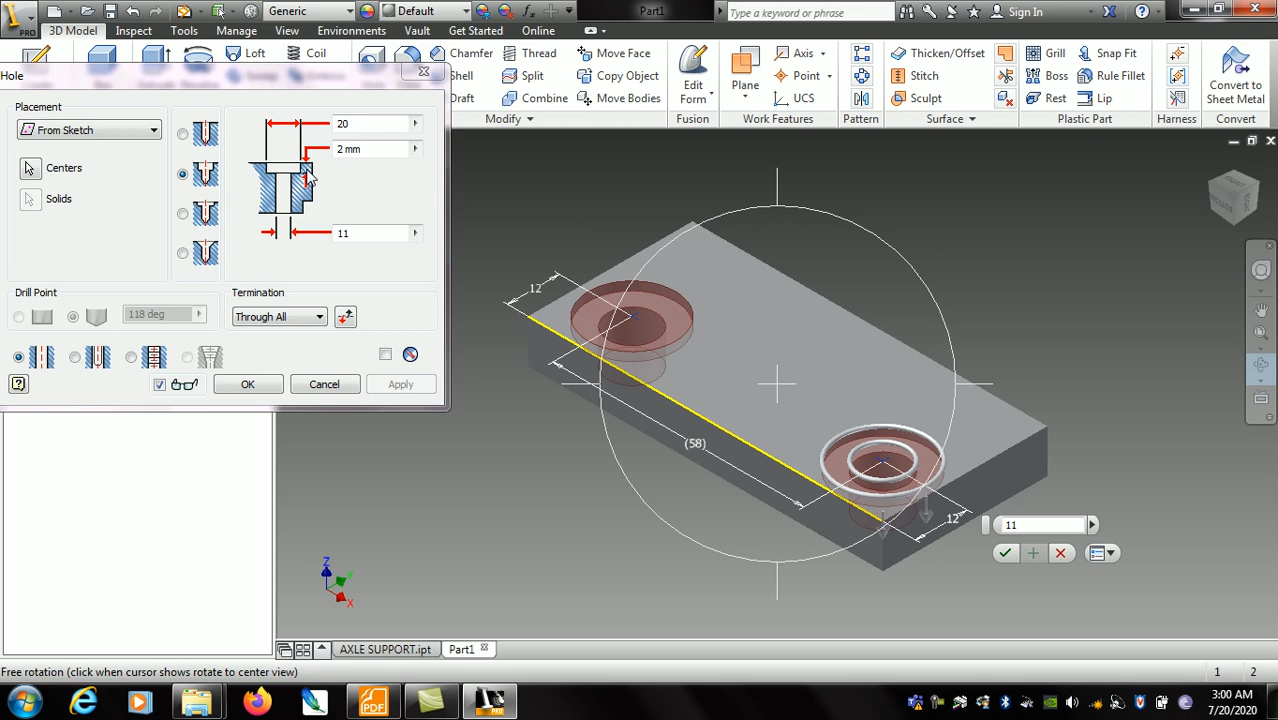 Generic
Default
Part1
Type a keyword or phrase
Sign In
PRO
3D Model
Inspect
Tools
Manage
View
Environments
Vault
Get Started
Online
Loft
Coil
Chamfer
Shell
Draft
Split
Combine
Move Face
Copy Object
Move Bodies
Modify
Edit
Form
Fusion
Plane
Axis
Point
UCS
Work Features
Pattern
Thicken/Offset
Stitch
Sculpt
Surface
Grill
Boss
Rest
Snap Fit
Rule Fillet
Lip
Plastic Part
Harness
Convert to
Sheet Metal
Convert
Hole
Placement
From Sketch
Centers
Solids
20
2 mm
11
Drill Point
118 deg
Termination
Through All
OK
Cancel
Apply
12
(58)
12
11
FRONT
Z
Y
X
AXLE SUPPORT.ipt
Part1
Free rotation (click when cursor shows rotate to center view)
1
2
PDF
PRO
3:00 AM
7/20/2020